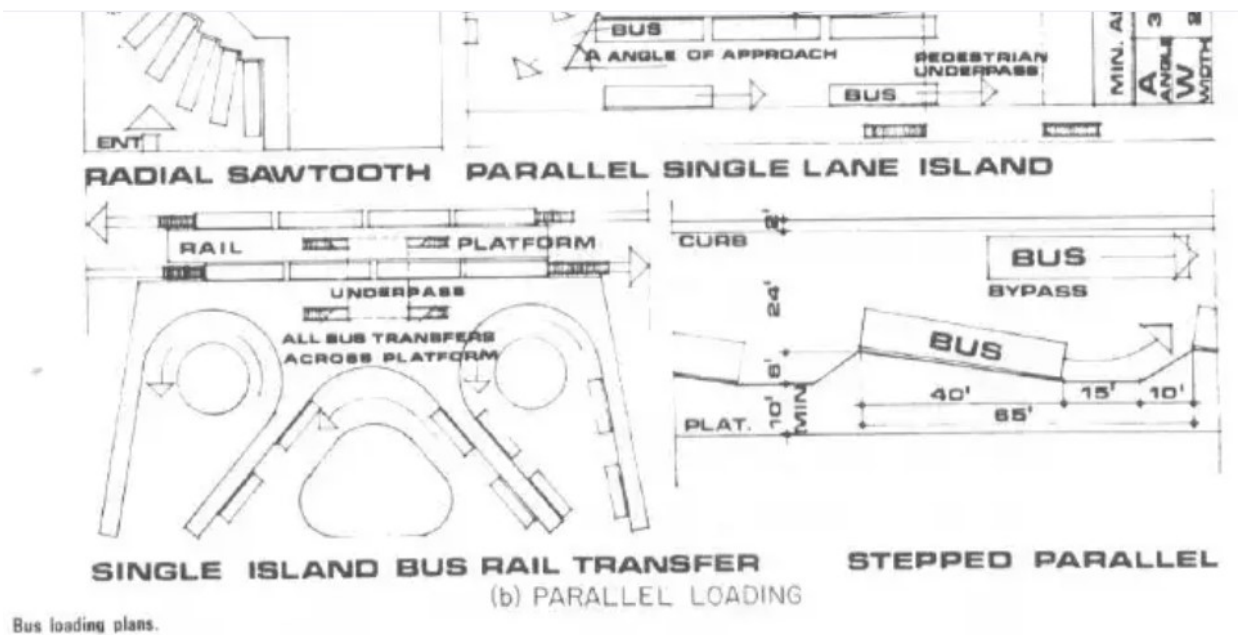 BUS
A ANGLE OF APPROACH
PEDESTRIAN
UNDERPASS
BUS
MIN.
A
ANGLE
W
WIDTH
ENT
RADIAL SAWTOOTH
PARALLEL SINGLE LANE ISLAND
RAIL
PLATFORM
UNDERPASS
ALL BUS TRANSFERS
ACROSS PLATFORM
2'
CURB
BUS
BYPASS
24'
BUS
40'
15'
10'
65'
10'
MIN
PLAT.
SINGLE ISLAND BUS RAIL TRANSFER
STEPPED PARALLEL
(b) PARALLEL LOADING
Bus loading plans.